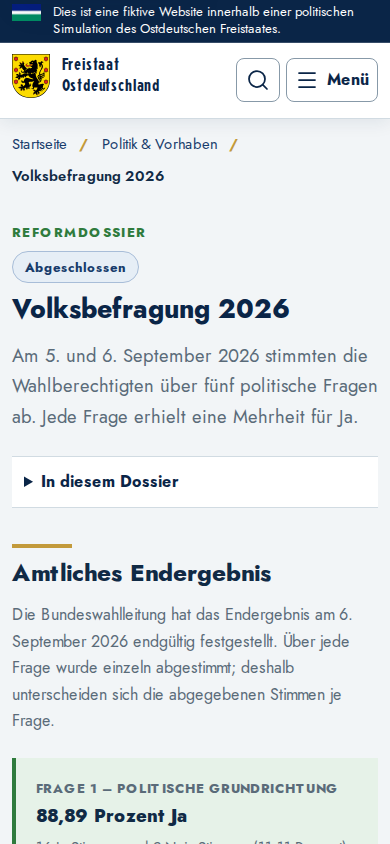 Dies ist eine fiktive Website innerhalb einer politischen
Simulation des Ostdeutschen Freistaates.
Freistaat
Ostdeutschland
Menü
Startseite / Politik & Vorhaben /
Volksbefragung 2026
REFORMDOSSIER
Abgeschlossen
Volksbefragung 2026
Am 5. und 6. September 2026 stimmten die
Wahlberechtigten über fünf politische Fragen
ab. Jede Frage erhielt eine Mehrheit für Ja.
In diesem Dossier
Amtliches Endergebnis
Die Bundeswahlleitung hat das Endergebnis am 6.
September 2026 endgültig festgestellt. Über jede
Frage wurde einzeln abgestimmt; deshalb
unterscheiden sich die abgegebenen Stimmen je
Frage.
FRAGE 1 – POLITISCHE GRUNDRICHTUNG
88,89 Prozent Ja